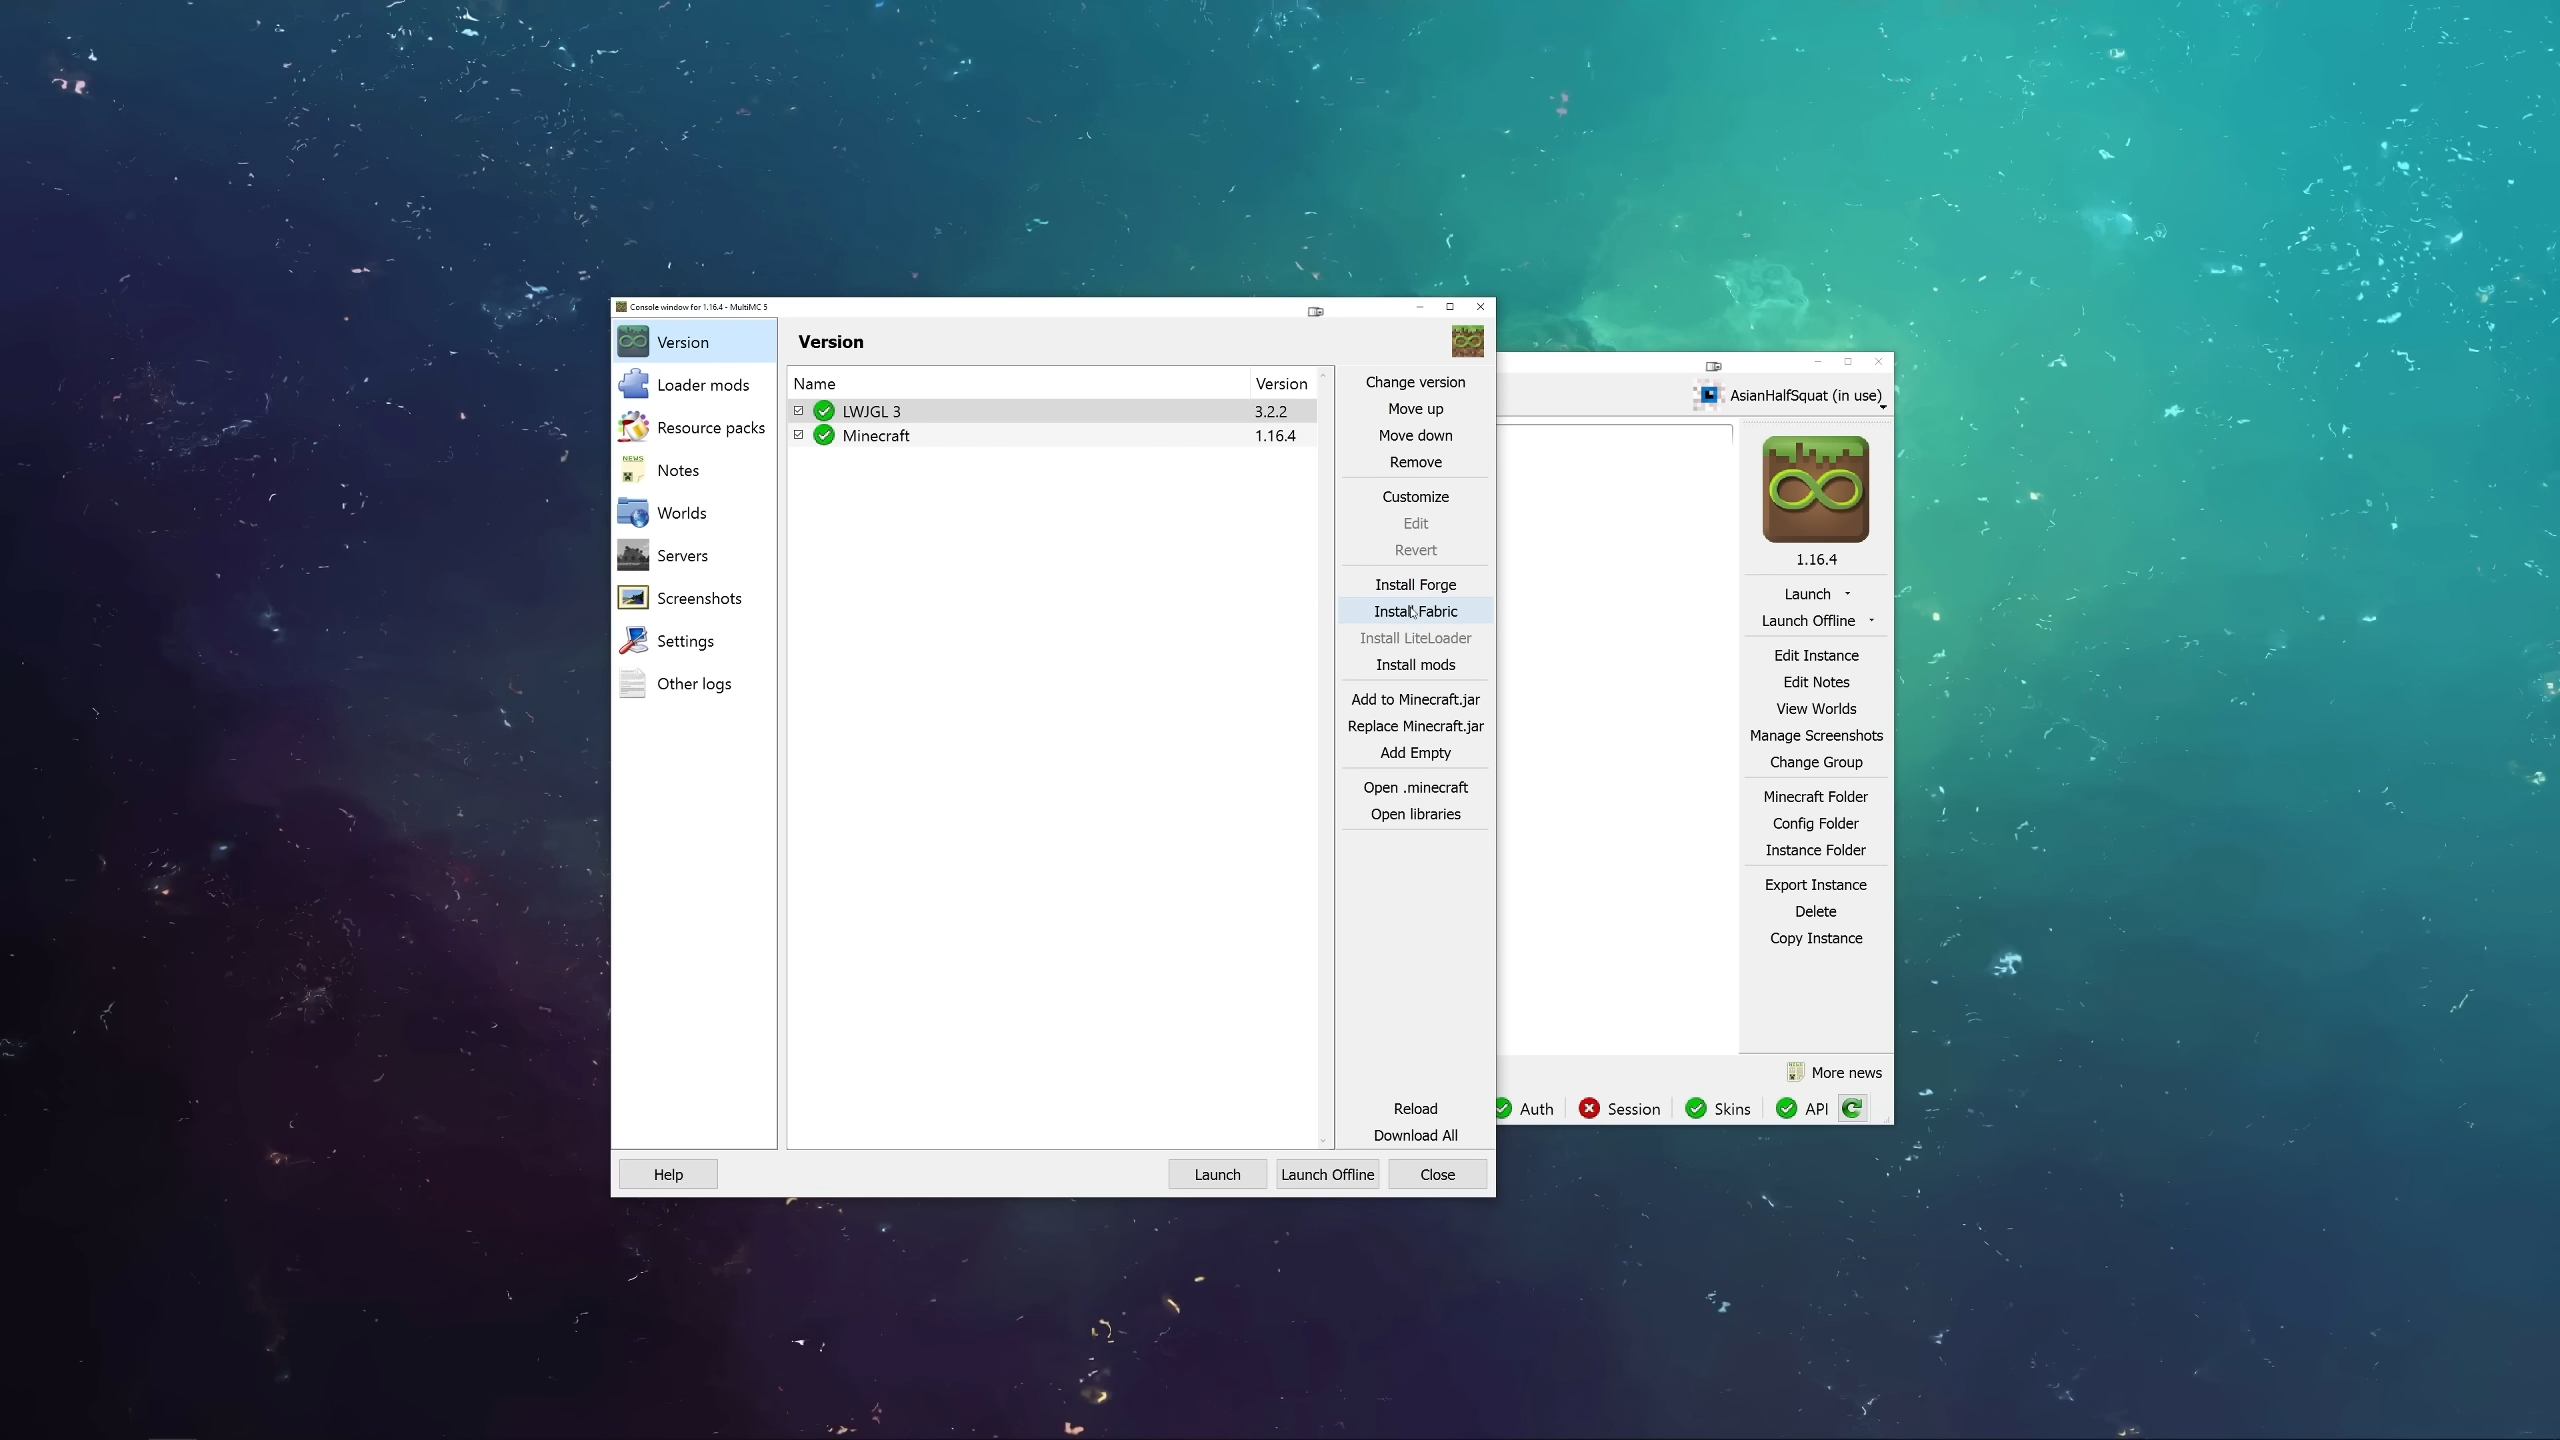 Console window for 1.16.4 - MultiMC 5
Version
Loader mods
Resource packs
NEWS
Notes
Worlds
Servers
Screenshots
Settings
Other logs
Version
Name Version
LWJGL 3 3.2.2
Minecraft 1.16.4
Change version
Move up
Move down
Remove
Customize
Edit
Revert
Install Forge
Install Fabric
Install LiteLoader
Install mods
Add to Minecraft.jar
Replace Minecraft.jar
Add Empty
Open .minecraft
Open libraries
Reload
Download All
Help
Launch
Launch Offline
Close
AsianHalfSquat (in use)
1.16.4
Launch
Launch Offline
Edit Instance
Edit Notes
View Worlds
Manage Screenshots
Change Group
Minecraft Folder
Config Folder
Instance Folder
Export Instance
Delete
Copy Instance
More news
Auth
Session
Skins
API